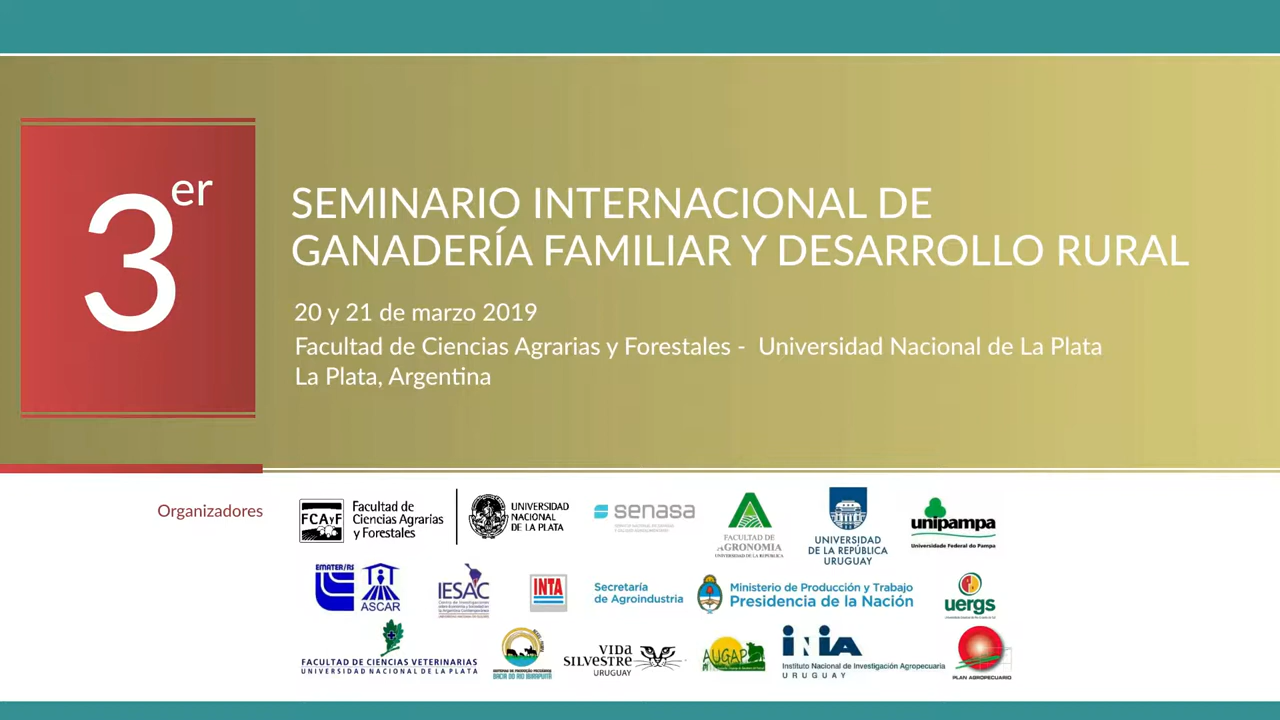 3er
SEMINARIO INTERNACIONAL DE
GANADERÍA FAMILIAR Y DESARROLLO RURAL
20 y 21 de marzo 2019
Facultad de Ciencias Agrarias y Forestales - Universidad Nacional de La Plata
La Plata, Argentina
Organizadores
FCAyF
Facultad de
Ciencias Agrarias
y Forestales
UNIVERSIDAD
NACIONAL
DE LA PLATA
senasa
FACULTAD DE
AGRONOMIA
UNIVERSIDAD DE LA REPUBLICA
UNIVERSIDAD
DE LA REPÚBLICA
URUGUAY
unipampa
Universidade Federal do Pampa
EMATER/RS
ASCAR
IESAC
INTA
Secretaría
de Agroindustria
Ministerio de Producción y Trabajo
Presidencia de la Nación
uergs
FACULTAD DE CIENCIAS VETERINARIAS
UNIVERSIDAD NACIONAL DE LA PLATA
VIDA
SILVESTRE
URUGUAY
AUGAP
INIA
Instituto Nacional de Investigación Agropecuaria
URUGUAY
PLAN AGROPECUARIO